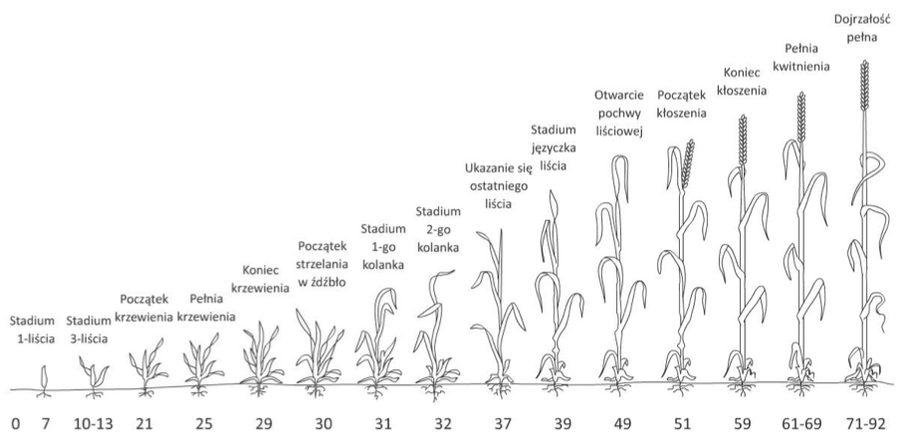 Stadium
1-liścia
Stadium
3-liścia
Początek
krzewienia
Pełnia
krzewienia
Koniec
krzewienia
Początek
strzelania
w źdźbło
Stadium
1-go
kolanka
Stadium
2-go
kolanka
Ukazanie się
ostatniego
liścia
Stadium
języczka
liścia
Otwarcie
pochwy
liściowej
Początek
kłoszenia
Koniec
kłoszenia
Pełnia
kwitnienia
Dojrzałość
pełna
0 7 10-13 21 25 29 30 31 32 37 39 49 51 59 61-69 71-92